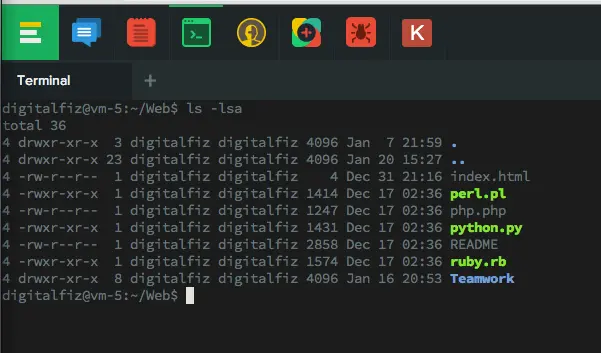 K
Terminal +
digitalfiz@vm-5:~/Web$ ls -lsa
total 36
4 drwxr-xr-x  3 digitalfiz digitalfiz 4096 Jan  7 21:59 .
4 drwxr-xr-x 23 digitalfiz digitalfiz 4096 Jan 20 15:27 ..
4 -rw-r--r--  1 digitalfiz digitalfiz    4 Dec 31 21:16 index.html
4 -rwxr-xr-x  1 digitalfiz digitalfiz 1414 Dec 17 02:36 perl.pl
4 -rw-r--r--  1 digitalfiz digitalfiz 1247 Dec 17 02:36 php.php
4 -rwxr-xr-x  1 digitalfiz digitalfiz 1431 Dec 17 02:36 python.py
4 -rw-r--r--  1 digitalfiz digitalfiz 2858 Dec 17 02:36 README
4 -rwxr-xr-x  1 digitalfiz digitalfiz 1574 Dec 17 02:36 ruby.rb
4 drwxr-xr-x  8 digitalfiz digitalfiz 4096 Jan 16 20:53 Teamwork
digitalfiz@vm-5:~/Web$